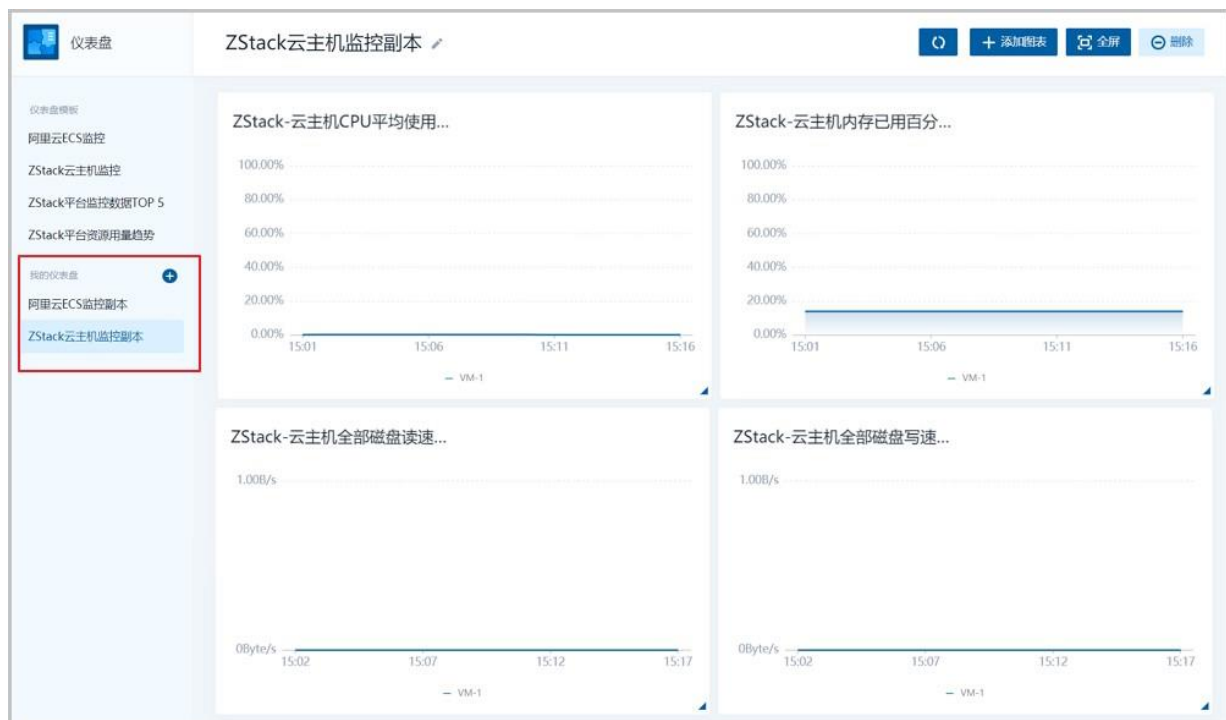 仪表盘
ZStack云主机监控副本
添加图表
全屏
删除
仪表盘模板
阿里云ECS监控
ZStack云主机监控
ZStack平台监控数据TOP 5
ZStack平台资源用量趋势
我的仪表盘
阿里云ECS监控副本
ZStack云主机监控副本
ZStack-云主机CPU平均使用...
100.00%
80.00%
60.00%
40.00%
20.00%
0.00%
15:01 15:06 15:11 15:16
VM-1
ZStack-云主机内存已用百分...
100.00%
80.00%
60.00%
40.00%
20.00%
0.00%
15:01 15:06 15:11 15:16
VM-1
ZStack-云主机全部磁盘读速...
1.00B/s
0Byte/s
15:02 15:07 15:12 15:17
VM-1
ZStack-云主机全部磁盘写速...
1.00B/s
0Byte/s
15:02 15:07 15:12 15:17
VM-1